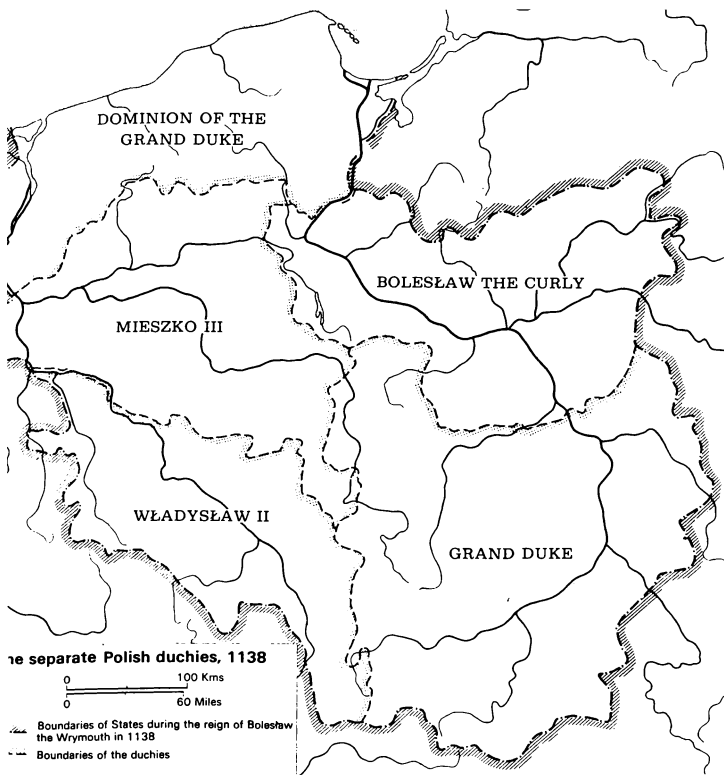 DOMINION OF THE
GRAND DUKE
BOLESŁAW THE CURLY
MIESZKO III
WŁADYSŁAW II
GRAND DUKE
he separate Polish duchies, 1138
0 100 Kms
0 60 Miles
Boundaries of States during the reign of Bolesław
the Wrymouth in 1138
Boundaries of the duchies